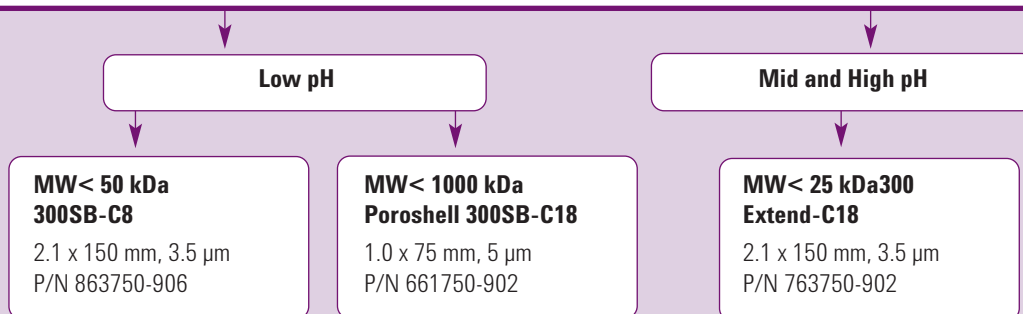 Low pH
Mid and High pH
MW< 50 kDa
300SB-C8
2.1 x 150 mm, 3.5 µm
P/N 863750-906
MW< 1000 kDa
Poroshell 300SB-C18
1.0 x 75 mm, 5 µm
P/N 661750-902
MW< 25 kDa300
Extend-C18
2.1 x 150 mm, 3.5 µm
P/N 763750-902